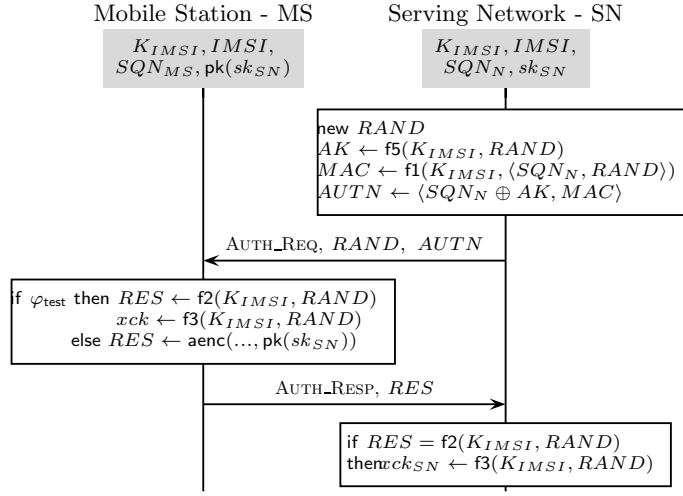 Mobile Station - MS
Serving Network - SN
K_IMSI, IMSI,
SQN_MS, pk(sk_SN)
K_IMSI, IMSI,
SQN_N, sk_SN
new RAND
AK ← f5(K_IMSI, RAND)
MAC ← f1(K_IMSI, ⟨SQN_N, RAND⟩)
AUTN ← ⟨SQN_N ⊕ AK, MAC⟩
AUTH_REQ, RAND, AUTN
if φ_test then RES ← f2(K_IMSI, RAND)
xck ← f3(K_IMSI, RAND)
else RES ← aenc(..., pk(sk_SN))
AUTH_RESP, RES
if RES = f2(K_IMSI, RAND)
then xck_SN ← f3(K_IMSI, RAND)